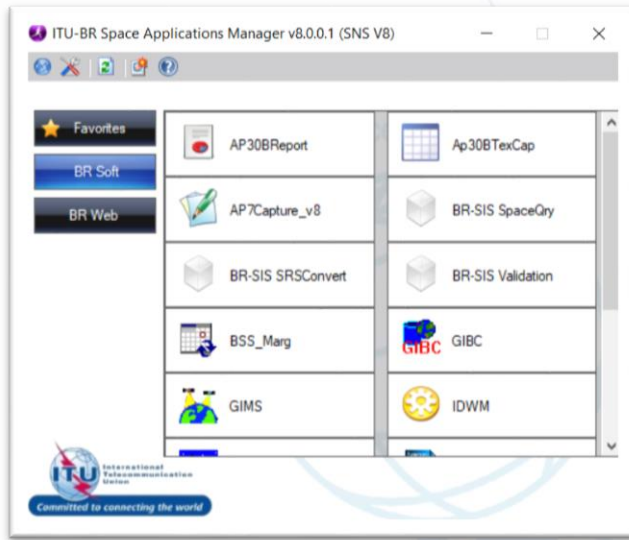 ITU-BR Space Applications Manager v8.0.0.1 (SNS V8)
Favorites
BR Soft
BR Web
AP30BReport
Ap30BTexCap
AP7Capture_v8
BR-SIS SpaceQry
BR-SIS SRSConvert
BR-SIS Validation
BSS_Marg
GIBC
GIBC
GIMS
IDWM
ITU
International
Telecommunication
Union
Committed to connecting the world